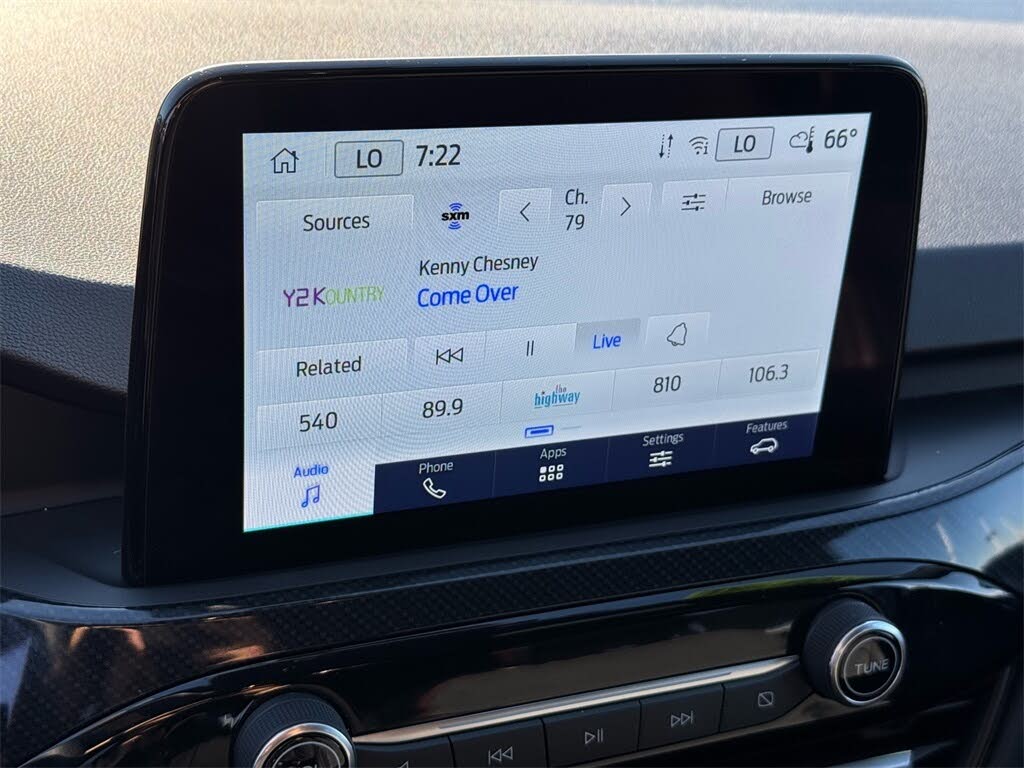 LO 7:22 LO 66°
Sources sxm Ch. 79 Browse
Kenny Chesney
Y2KOUNTRY Come Over
Related Live
540 89.9 the highway 810 106.3
Audio Phone Apps Settings Features
TUNE